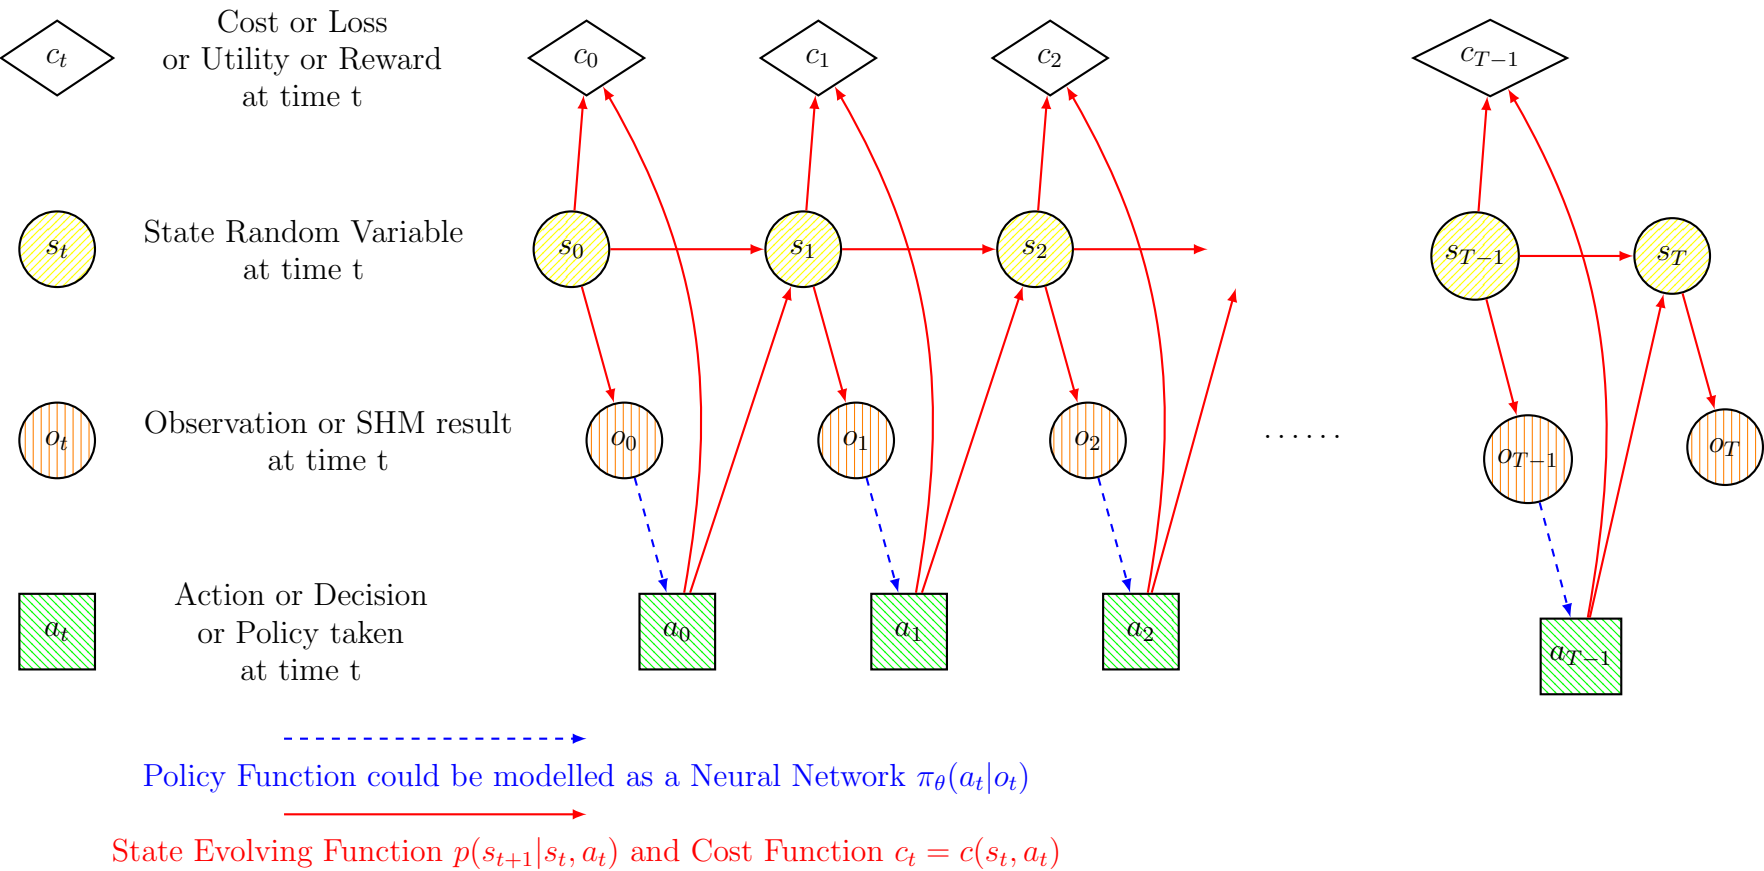 c_t
Cost or Loss
or Utility or Reward
at time t
c_0 c_1 c_2 c_{T-1}
s_t
State Random Variable
at time t
s_0 s_1 s_2 s_{T-1} s_T
o_t
Observation or SHM result
at time t
o_0 o_1 o_2 ...... o_{T-1} o_T
a_t
Action or Decision
or Policy taken
at time t
a_0 a_1 a_2 a_{T-1}
Policy Function could be modelled as a Neural Network π_θ(a_t|o_t)
State Evolving Function p(s_{t+1}|s_t, a_t) and Cost Function c_t = c(s_t, a_t)